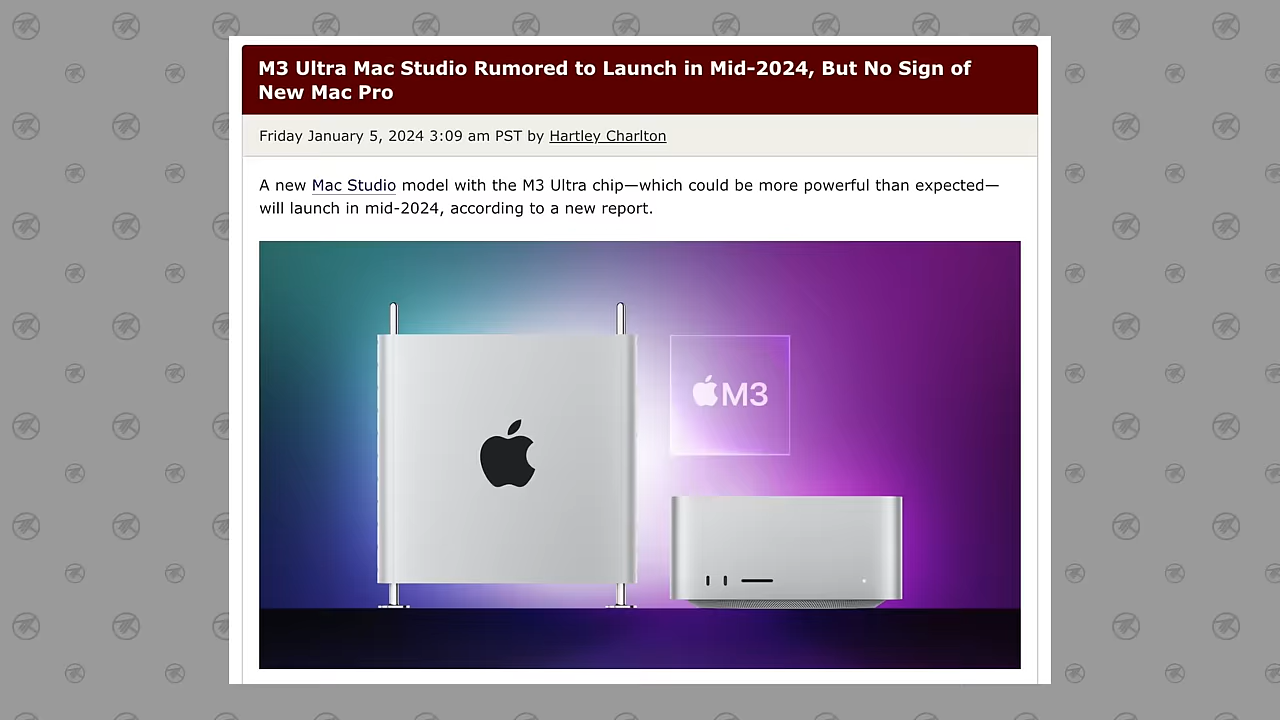 M3 Ultra Mac Studio Rumored to Launch in Mid-2024, But No Sign of
New Mac Pro
Friday January 5, 2024 3:09 am PST by Hartley Charlton
A new Mac Studio model with the M3 Ultra chip—which could be more powerful than expected—
will launch in mid-2024, according to a new report.
M3